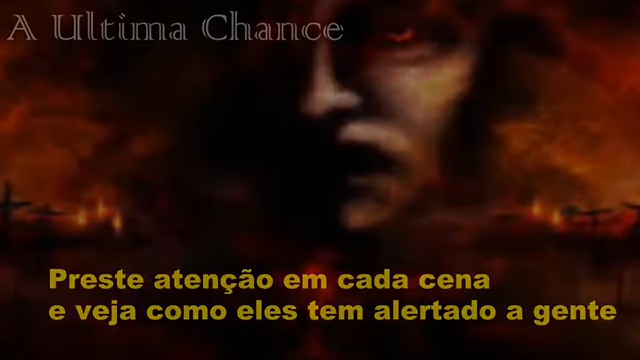 A Ultima Chance
Preste atenção em cada cena
e veja como eles tem alertado a gente